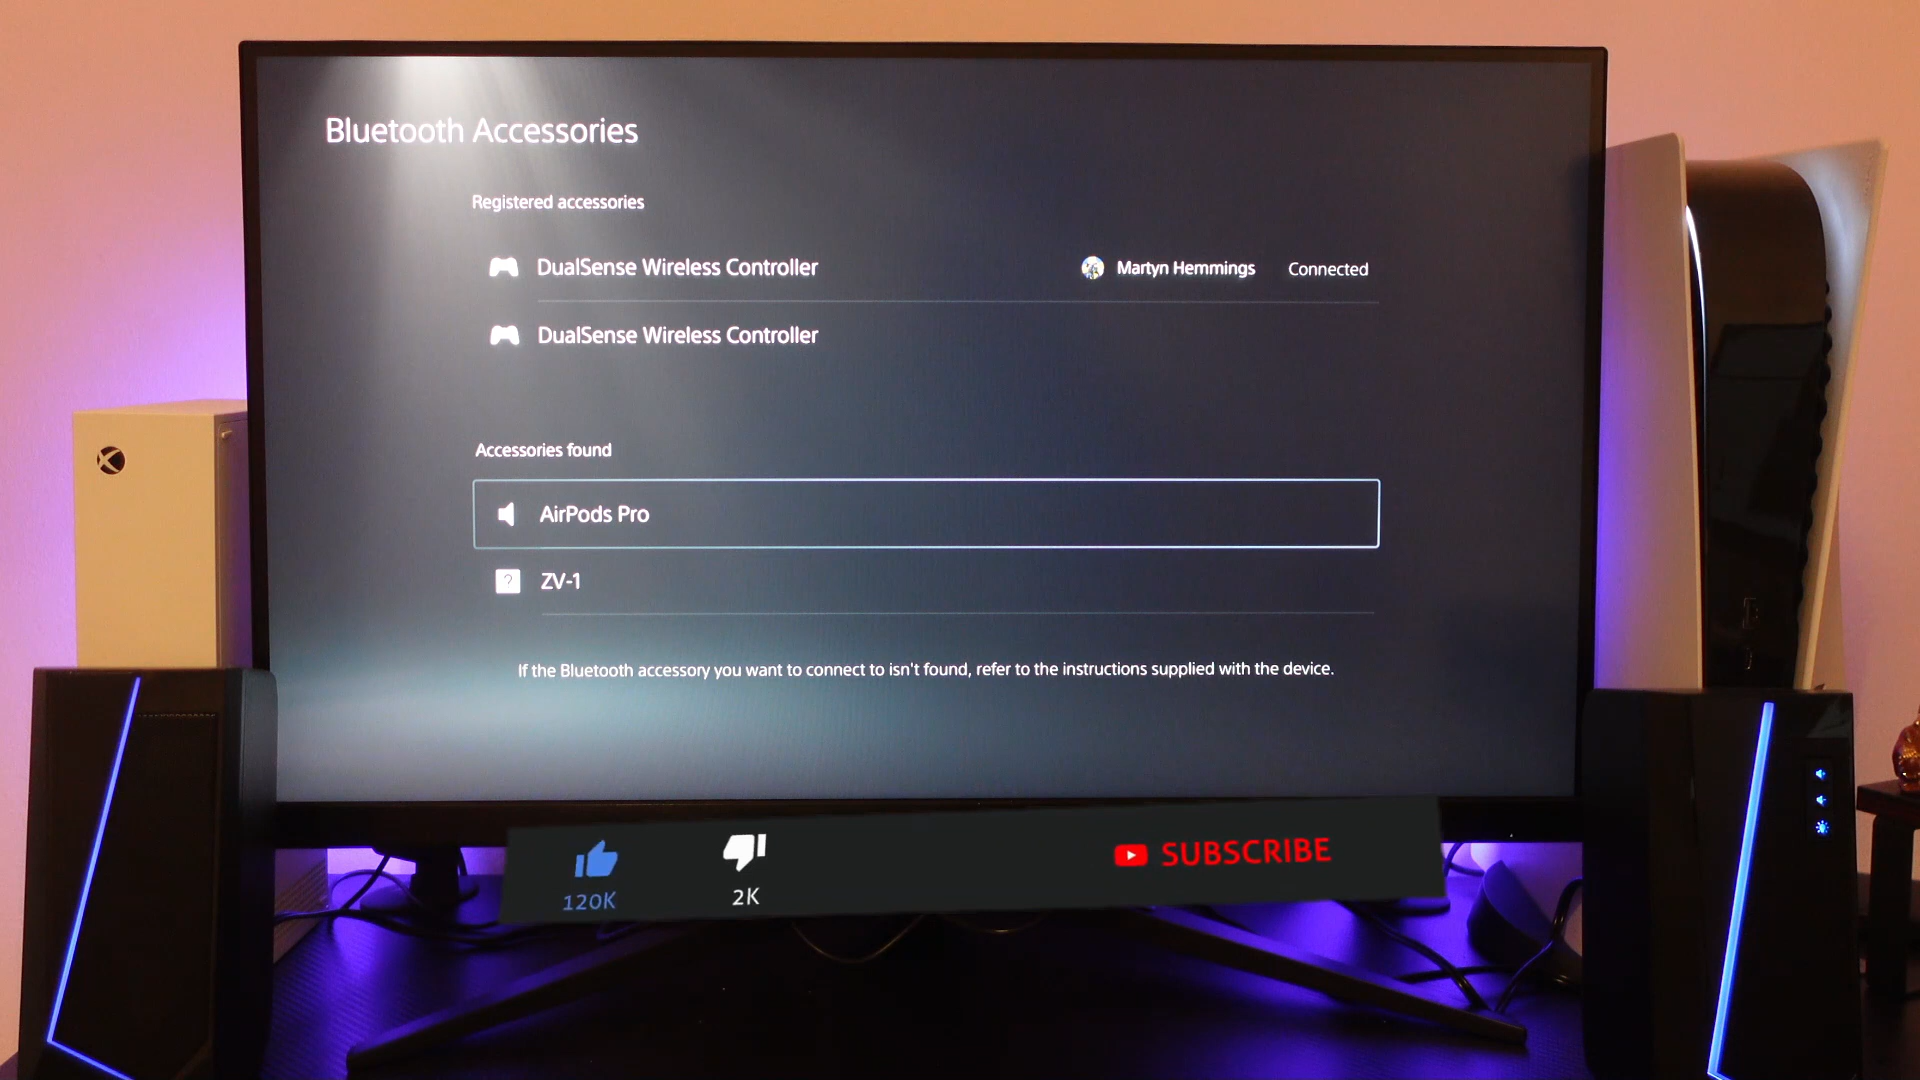 Bluetooth Accessories
Registered accessories
DualSense Wireless Controller
Martyn Hemmings
Connected
DualSense Wireless Controller
Accessories found
AirPods Pro
? ZV-1
If the Bluetooth accessory you want to connect to isn't found, refer to the instructions supplied with the device.
120K
2K
SUBSCRIBE